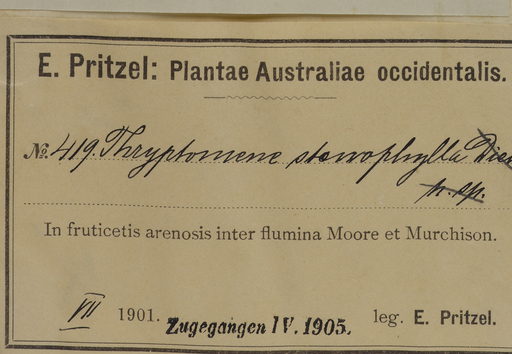 E. Pritzel: Plantae Australiae occidentalis.
№. 419. Thryptomene stenophylla
n. sp.
In fruticetis arenosis inter flumina Moore et Murchison.
VII 1901. Zugegangen IV. 1905. leg. E. Pritzel.